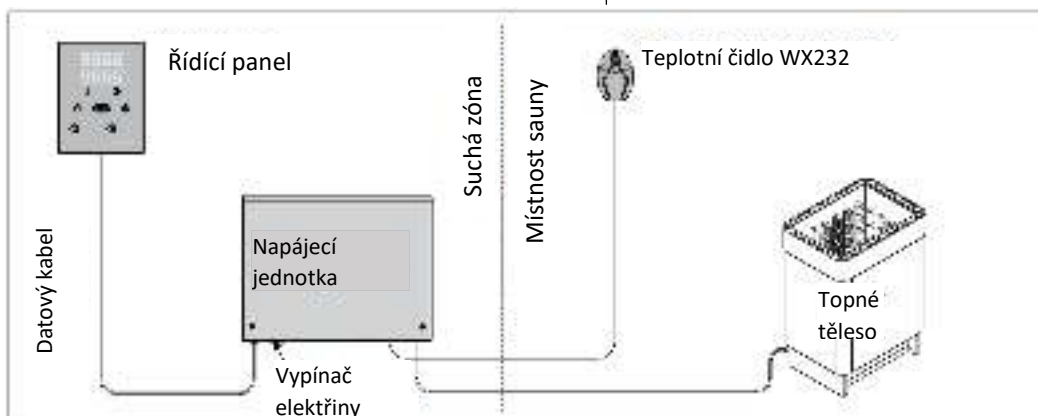 Řídící panel
Teplotní čidlo WX232
Suchá zóna
Místnost sauny
Datový kabel
Napájecí
jednotka
Topné
těleso
Vypínač
elektřiny